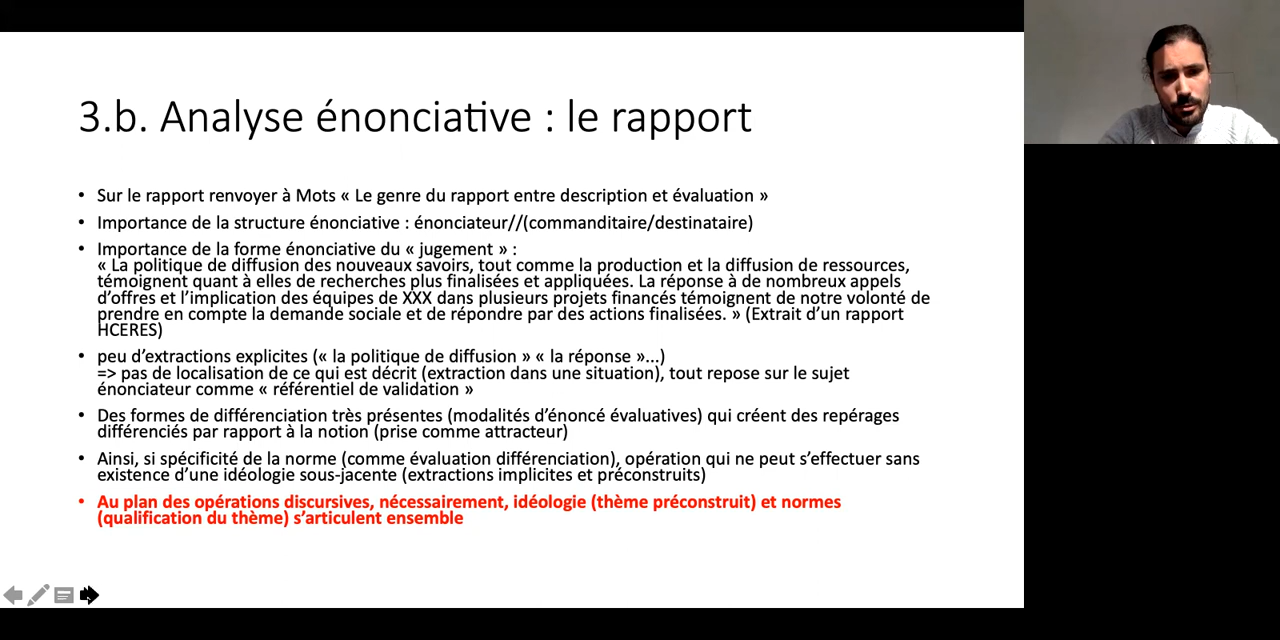 3.b. Analyse énonciative : le rapport
• Sur le rapport renvoyer à Mots « Le genre du rapport entre description et évaluation »
• Importance de la structure énonciative : énonciateur//(commanditaire/destinataire)
• Importance de la forme énonciative du « jugement » :
« La politique de diffusion des nouveaux savoirs, tout comme la production et la diffusion de ressources,
témoignent quant à elles de recherches plus finalisées et appliquées. La réponse à de nombreux appels
d’offres et l’implication des équipes de XXX dans plusieurs projets financés témoignent de notre volonté de
prendre en compte la demande sociale et de répondre par des actions finalisées. » (Extrait d’un rapport
HCERES)
• peu d’extractions explicites (« la politique de diffusion » « la réponse »...)
=> pas de localisation de ce qui est décrit (extraction dans une situation), tout repose sur le sujet
énonciateur comme « référentiel de validation »
• Des formes de différenciation très présentes (modalités d’énoncé évaluatives) qui créent des repérages
différenciés par rapport à la notion (prise comme attracteur)
• Ainsi, si spécificité de la norme (comme évaluation différenciation), opération qui ne peut s’effectuer sans
existence d’une idéologie sous-jacente (extractions implicites et préconstruits)
• Au plan des opérations discursives, nécessairement, idéologie (thème préconstruit) et normes
(qualification du thème) s’articulent ensemble